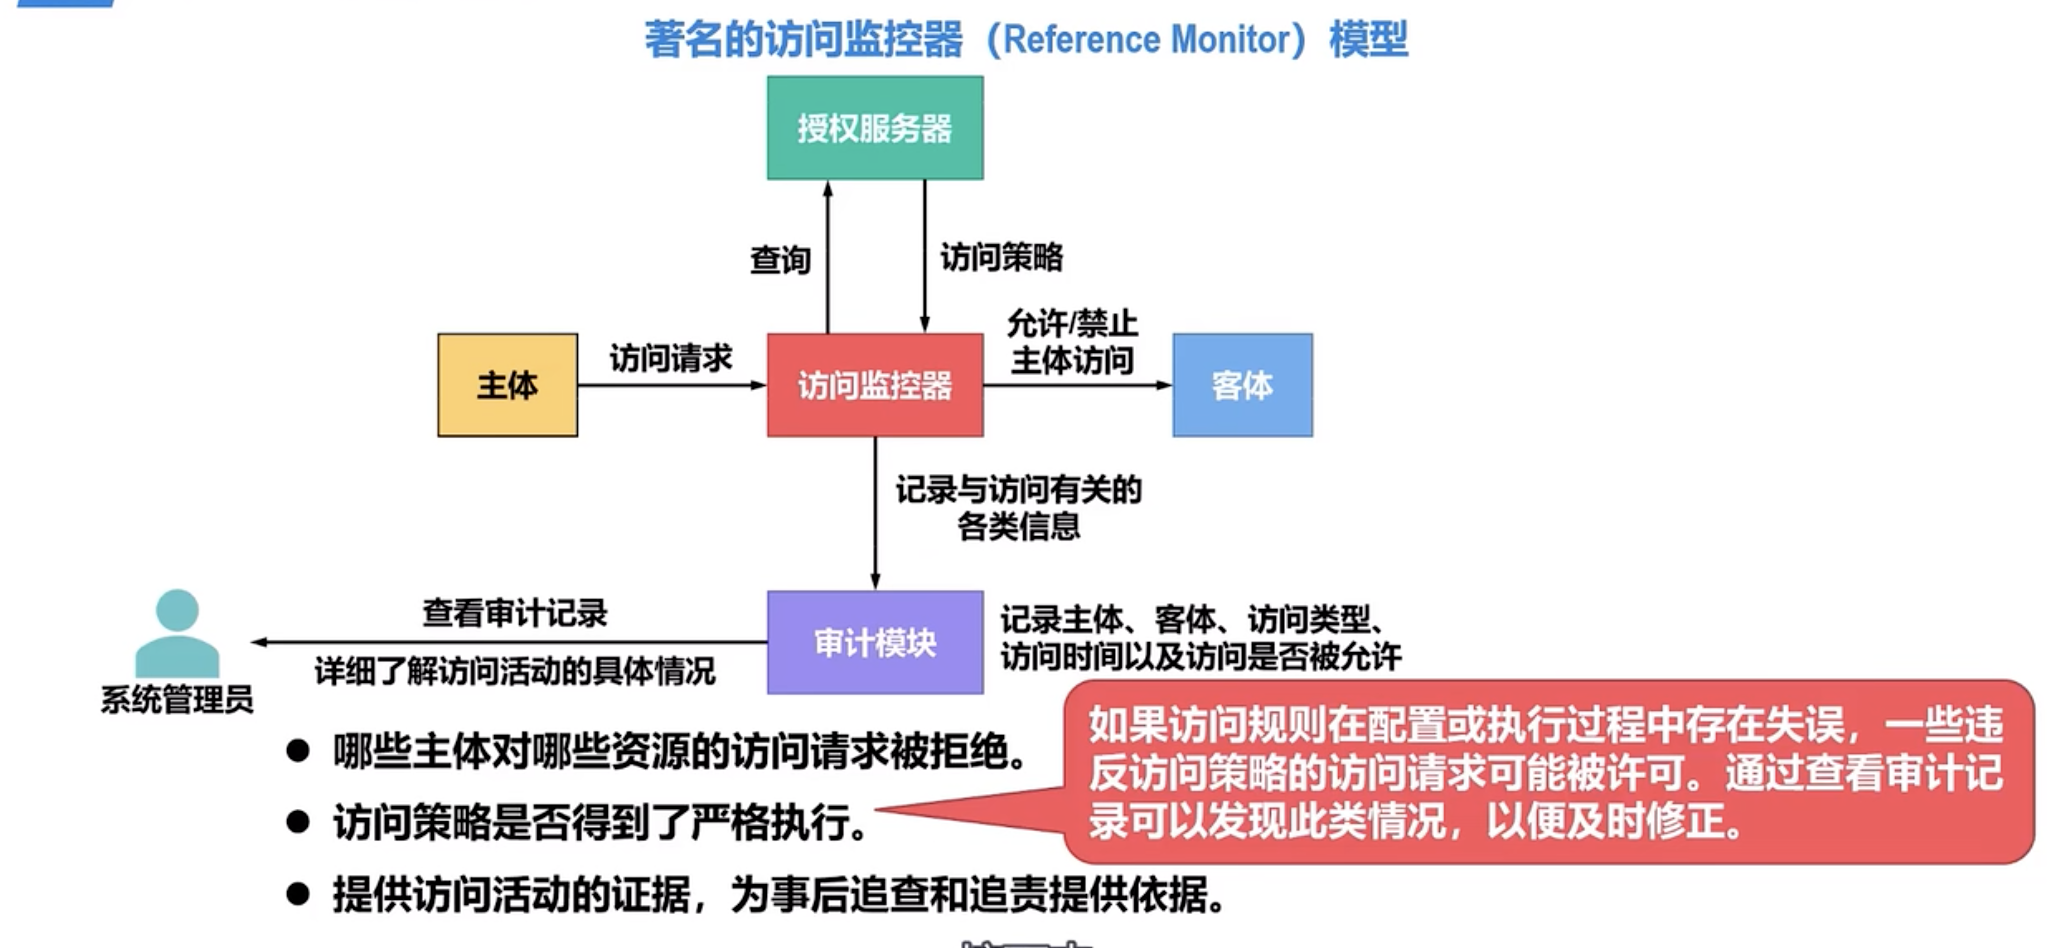 著名的访问监控器（Reference Monitor）模型
授权服务器
查询
访问策略
主体
访问请求
访问监控器
允许/禁止
主体访问
客体
记录与访问有关的
各类信息
系统管理员
查看审计记录
详细了解访问活动的具体情况
审计模块
记录主体、客体、访问类型、
访问时间以及访问是否被允许
● 哪些主体对哪些资源的访问请求被拒绝。
● 访问策略是否得到了严格执行。
● 提供访问活动的证据，为事后追查和追责提供依据。
如果访问规则在配置或执行过程中存在失误，一些违
反访问策略的访问请求可能被许可。通过查看审计记
录可以发现此类情况，以便及时修正。